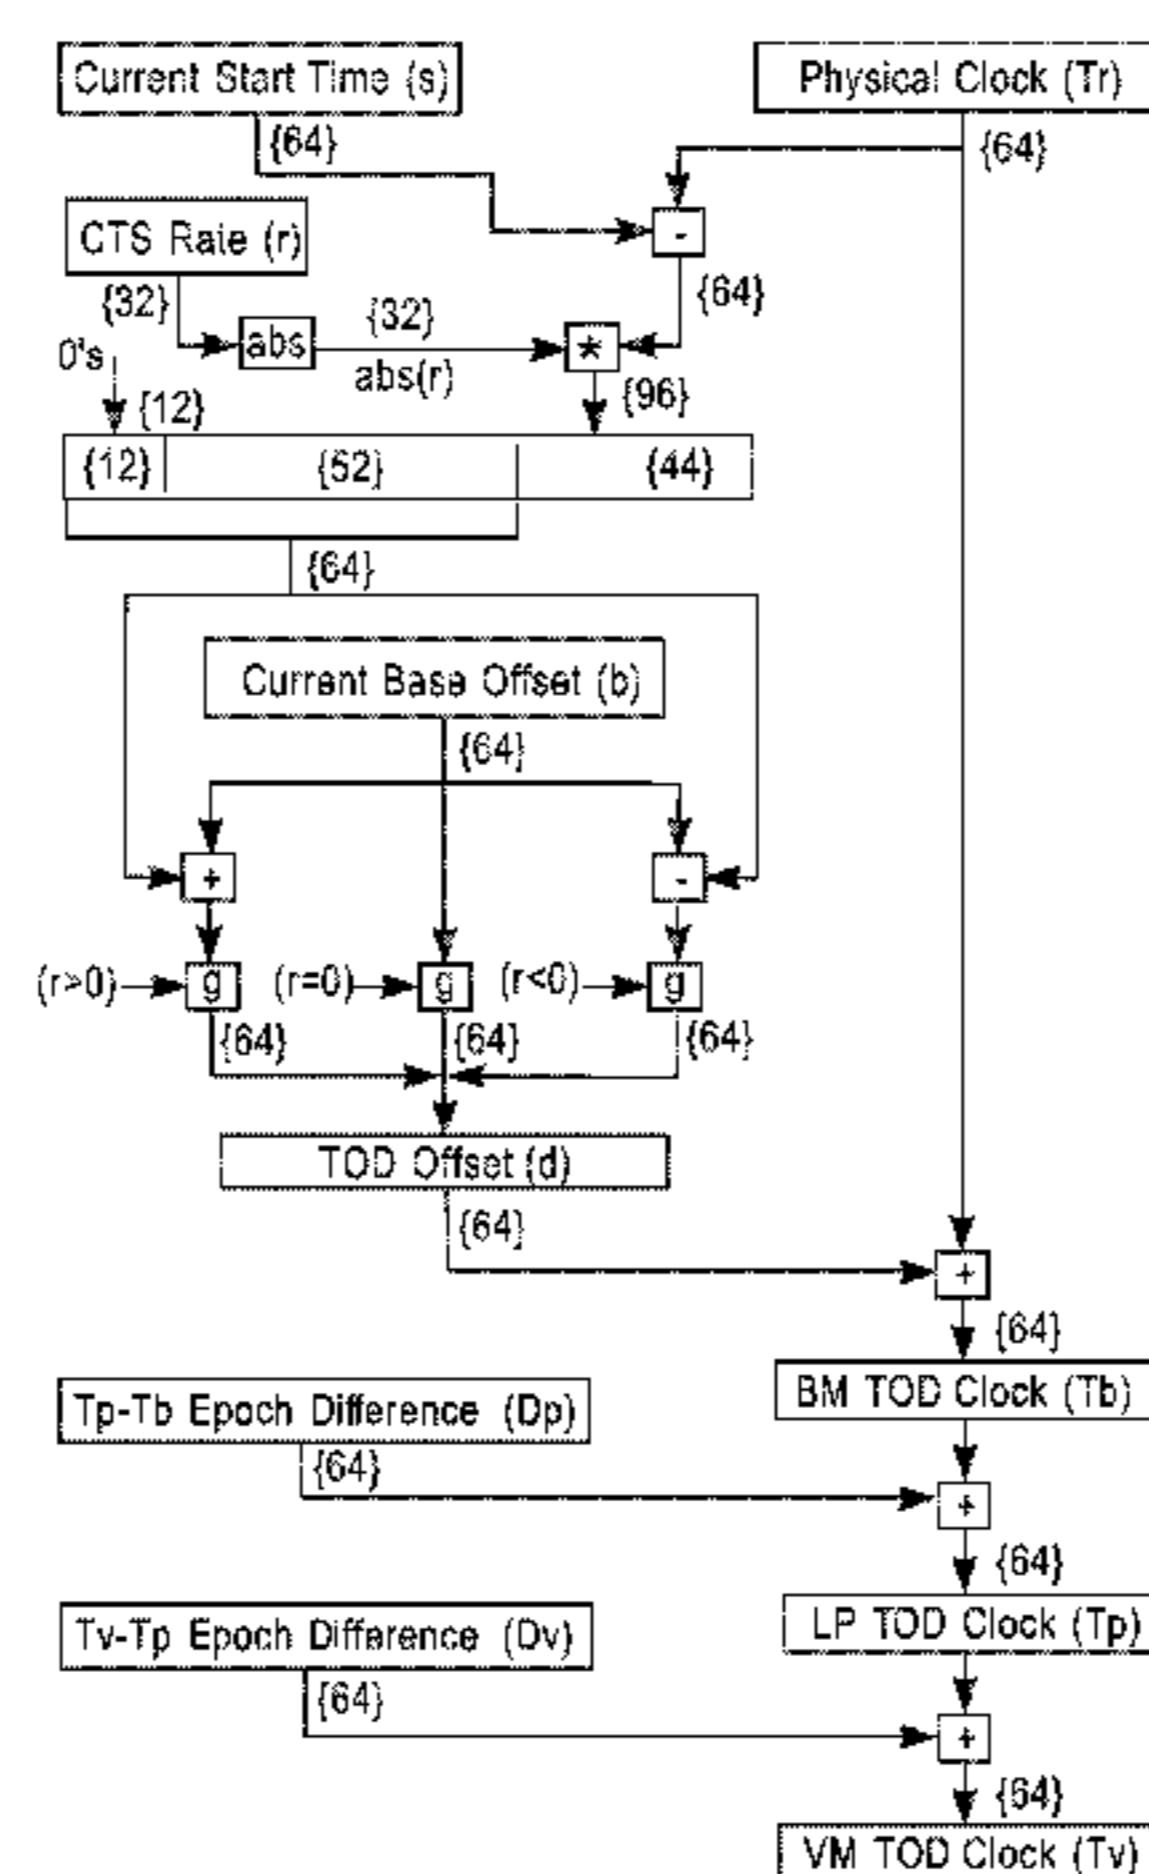 Current Start Time (s)
Physical Clock (Tr)
{64}
{64}
CTS Rate (r)
-
{32}
{64}
0's
abs
{32}
*
abs(r)
{12}
{96}
{12}
{52}
{44}
{64}
Current Base Offset (b)
{64}
+
-
(r>0)
g
(r=0)
g
(r<0)
g
{64}
{64}
{64}
TOD Offset (d)
{64}
+
{64}
BM TOD Clock (Tb)
Tp-Tb Epoch Difference (Dp)
{64}
+
{64}
LP TOD Clock (Tp)
Tv-Tp Epoch Difference (Dv)
{64}
+
{64}
VM TOD Clock (Tv)